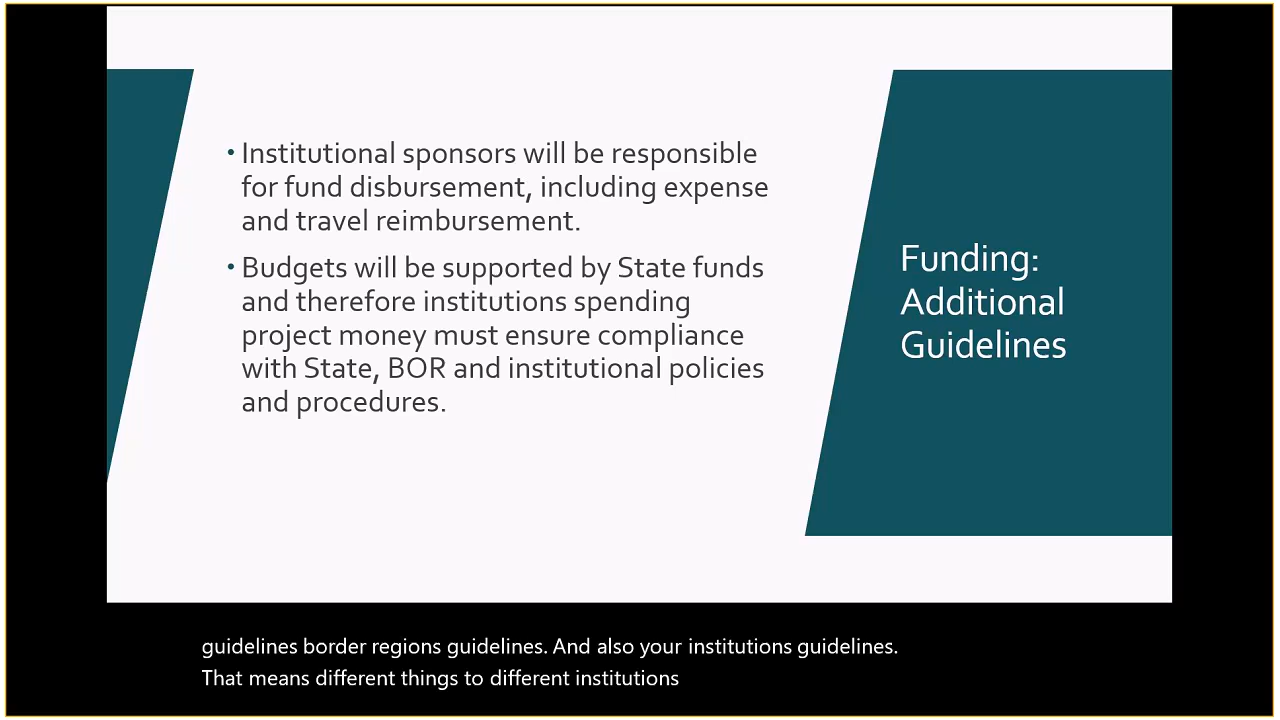 • Institutional sponsors will be responsible
for fund disbursement, including expense
and travel reimbursement.
• Budgets will be supported by State funds
and therefore institutions spending
project money must ensure compliance
with State, BOR and institutional policies
and procedures.
Funding:
Additional
Guidelines
guidelines border regions guidelines. And also your institutions guidelines.
That means different things to different institutions